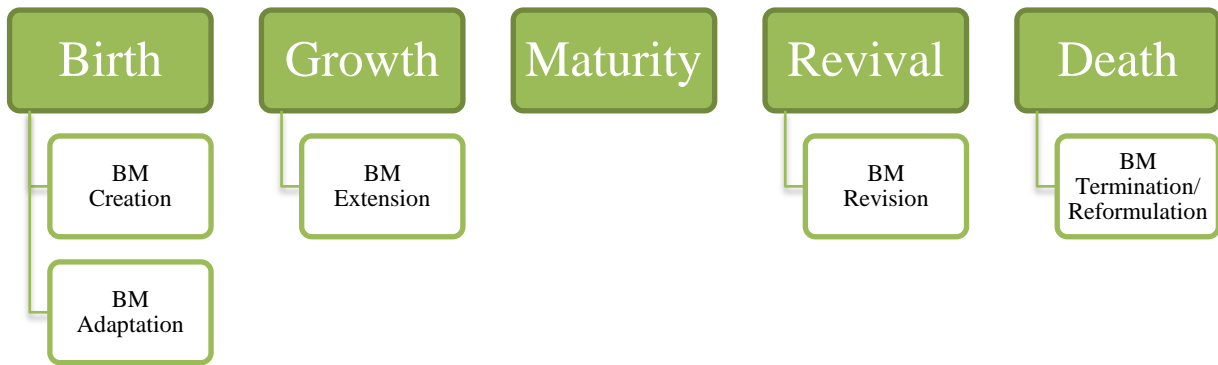 Birth
Growth
Maturity
Revival
Death
BM
Creation
BM
Adaptation
BM
Extension
BM
Revision
BM
Termination/
Reformulation